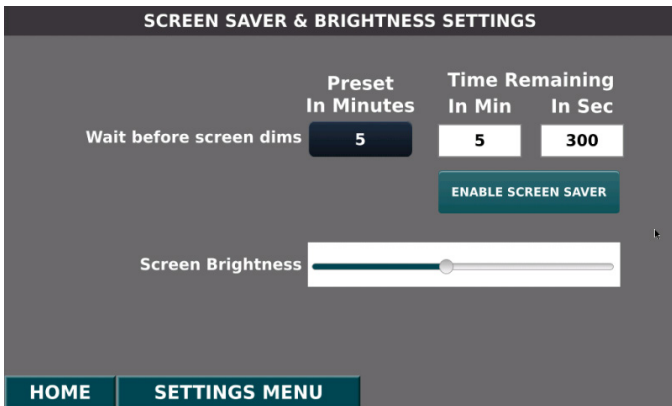 SCREEN SAVER & BRIGHTNESS SETTINGS
Preset
In Minutes
Time Remaining
In Min In Sec
Wait before screen dims 5 5 300
ENABLE SCREEN SAVER
Screen Brightness
HOME SETTINGS MENU